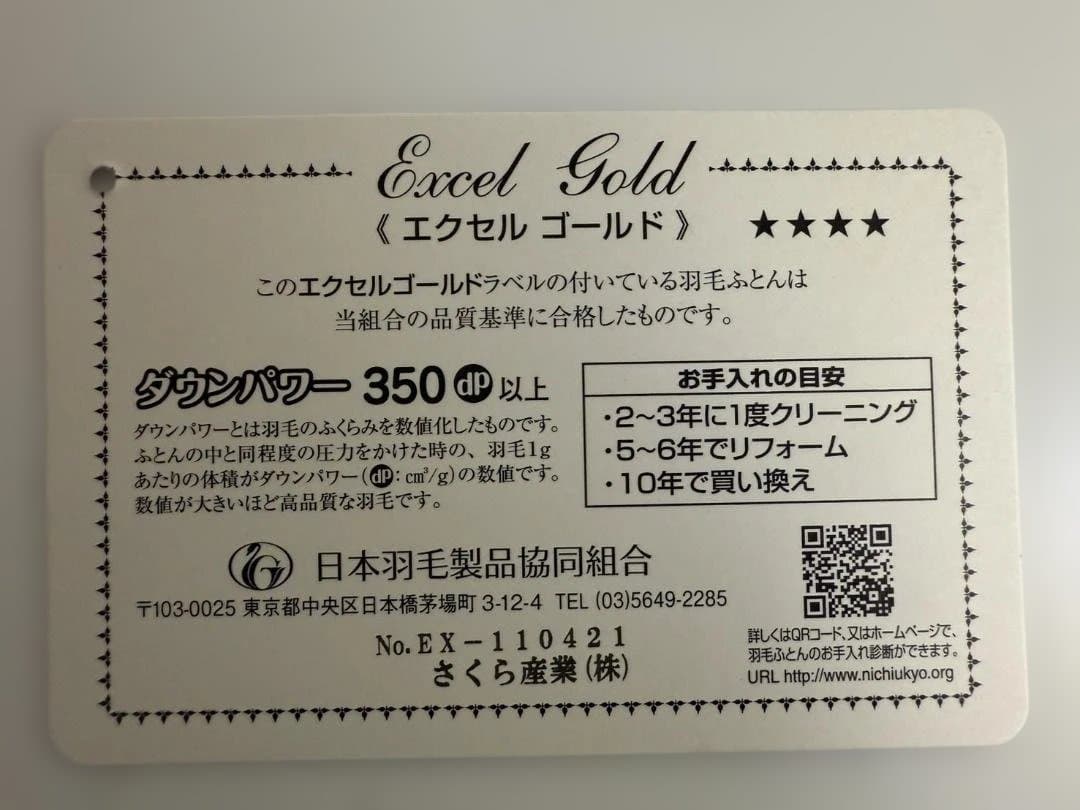 Excel Gold
《 エクセル ゴールド 》 ★★★★
このエクセルゴールドラベルの付いている羽毛ふとんは
当組合の品質基準に合格したものです。
ダウンパワー 350 dp 以上
ダウンパワーとは羽毛のふくらみを数値化したものです。
ふとんの中と同程度の圧力をかけた時の、羽毛1g
あたりの体積がダウンパワー(dp:cm³/g)の数値です。
数値が大きいほど高品質な羽毛です。
お手入れの目安
・2～3年に1度クリーニング
・5～6年でリフォーム
・10年で買い換え
日本羽毛製品協同組合
〒103-0025 東京都中央区日本橋茅場町 3-12-4 TEL (03)5649-2285
No.EX-110421
さくら産業(株)
詳しくはQRコード、又はホームページで、
羽毛ふとんのお手入れ診断ができます。
URL http://www.nichiukyo.org